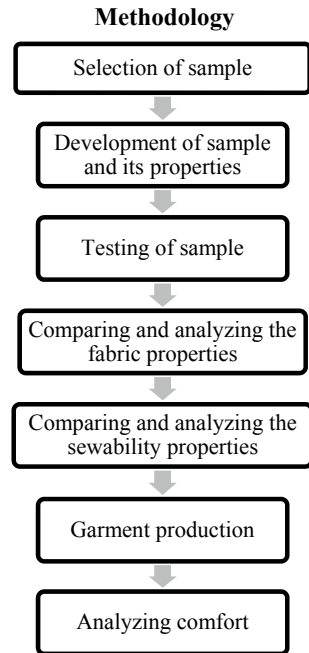 Methodology
Selection of sample
Development of sample
and its properties
Testing of sample
Comparing and analyzing the
fabric properties
Comparing and analyzing the
sewability properties
Garment production
Analyzing comfort